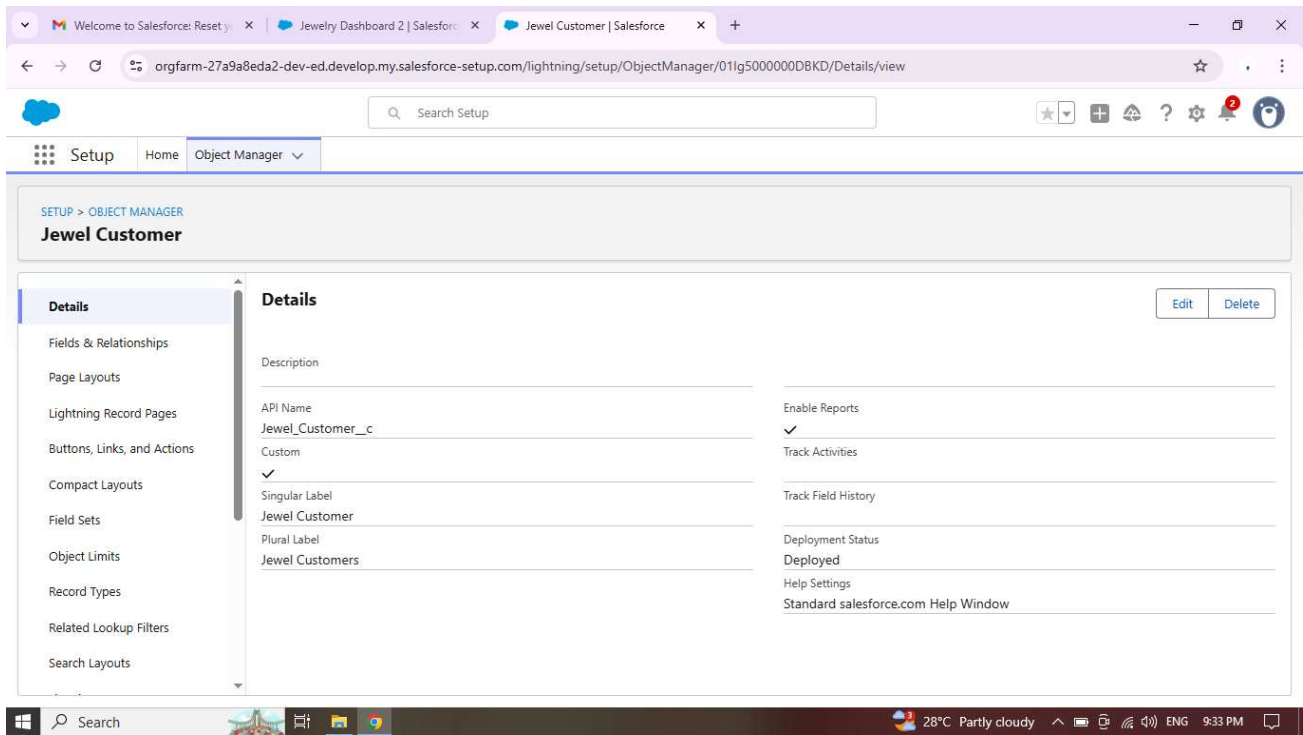 Welcome to Salesforce: Reset y
Jewelry Dashboard 2 | Salesforc
Jewel Customer | Salesforce
orgfarm-27a9a8eda2-dev-ed.develop.my.salesforce-setup.com/lightning/setup/ObjectManager/01Ig5000000DBKD/Details/view
Search Setup
2
Setup
Home
Object Manager
SETUP > OBJECT MANAGER
Jewel Customer
Details
Fields & Relationships
Page Layouts
Lightning Record Pages
Buttons, Links, and Actions
Compact Layouts
Field Sets
Object Limits
Record Types
Related Lookup Filters
Search Layouts
Details
Edit
Delete
Description
API Name
Jewel_Customer__c
Custom
Singular Label
Jewel Customer
Plural Label
Jewel Customers
Enable Reports
Track Activities
Track Field History
Deployment Status
Deployed
Help Settings
Standard salesforce.com Help Window
Search
3
28°C Partly cloudy
ENG
9:33 PM